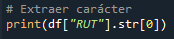 # Extraer carácter
print(df["RUT"].str[0])